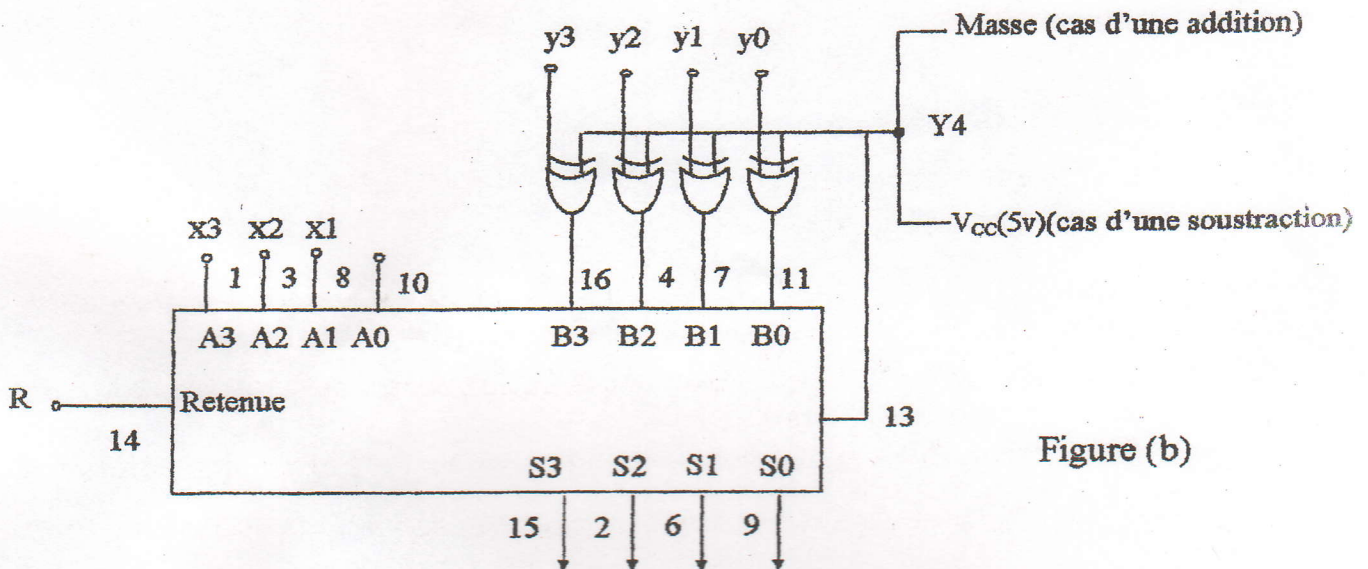 Masse (cas d'une addition)
y3 y2 y1 y0
Y4
V_CC(5v)(cas d'une soustraction)
x3 x2 x1
1 3 8 10 16 4 7 11
A3 A2 A1 A0 B3 B2 B1 B0
R Retenue
14 13
S3 S2 S1 S0
Figure (b)
15 2 6 9